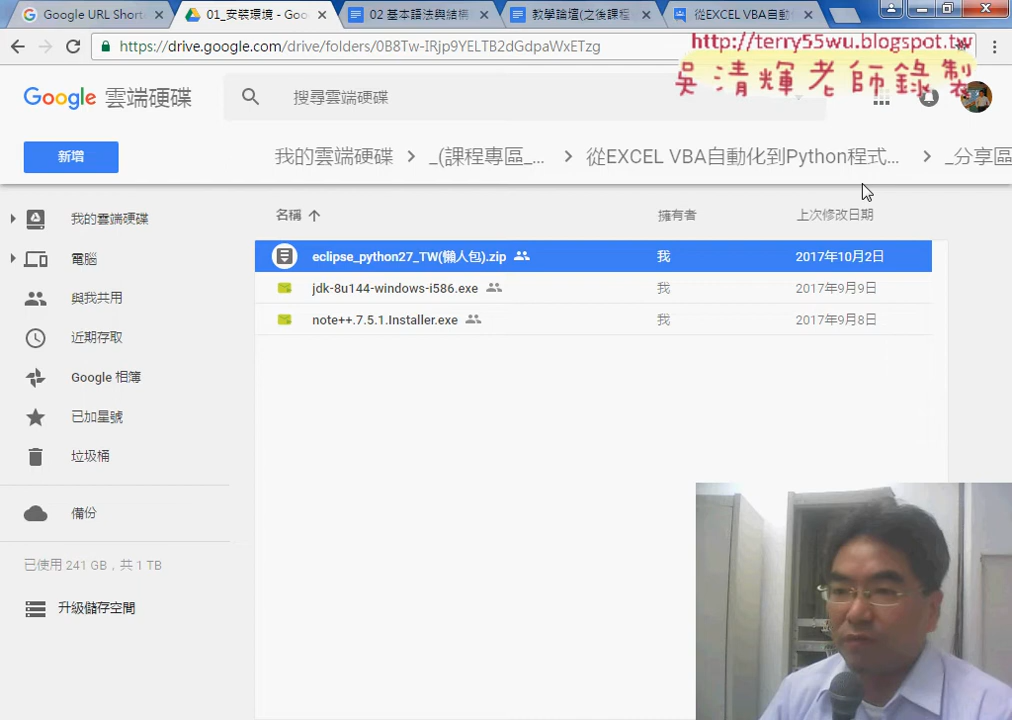 Google URL Short
01_安裝環境 - Goo
02 基本語法與結構
教學論壇(之後課程
從EXCEL VBA自動
https://drive.google.com/drive/folders/0B8Tw-IRjp9YELTB2dGdpaWxETzg
http://terry55wu.blogspot.tw
吳清輝老師錄製
Google 雲端硬碟
搜尋雲端硬碟
新增
我的雲端硬碟 > _(課程專區_... > 從EXCEL VBA自動化到Python程式... > _分享區
我的雲端硬碟
電腦
與我共用
近期存取
Google 相簿
已加星號
垃圾桶
備份
已使用 241 GB，共 1 TB
升級儲存空間
名稱 擁有者 上次修改日期
eclipse_python27_TW(懶人包).zip 我 2017年10月2日
jdk-8u144-windows-i586.exe 我 2017年9月9日
note++.7.5.1.Installer.exe 我 2017年9月8日